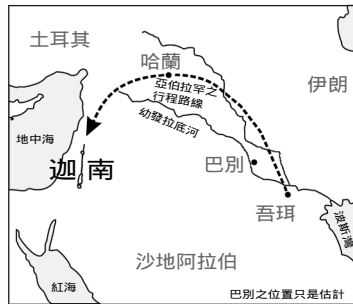 土耳其
哈蘭
伊朗
亞伯拉罕之
行程路線
幼發拉底河
地中海
迦南
巴別
吾珥
波斯灣
沙地阿拉伯
紅海
巴別之位置只是估計